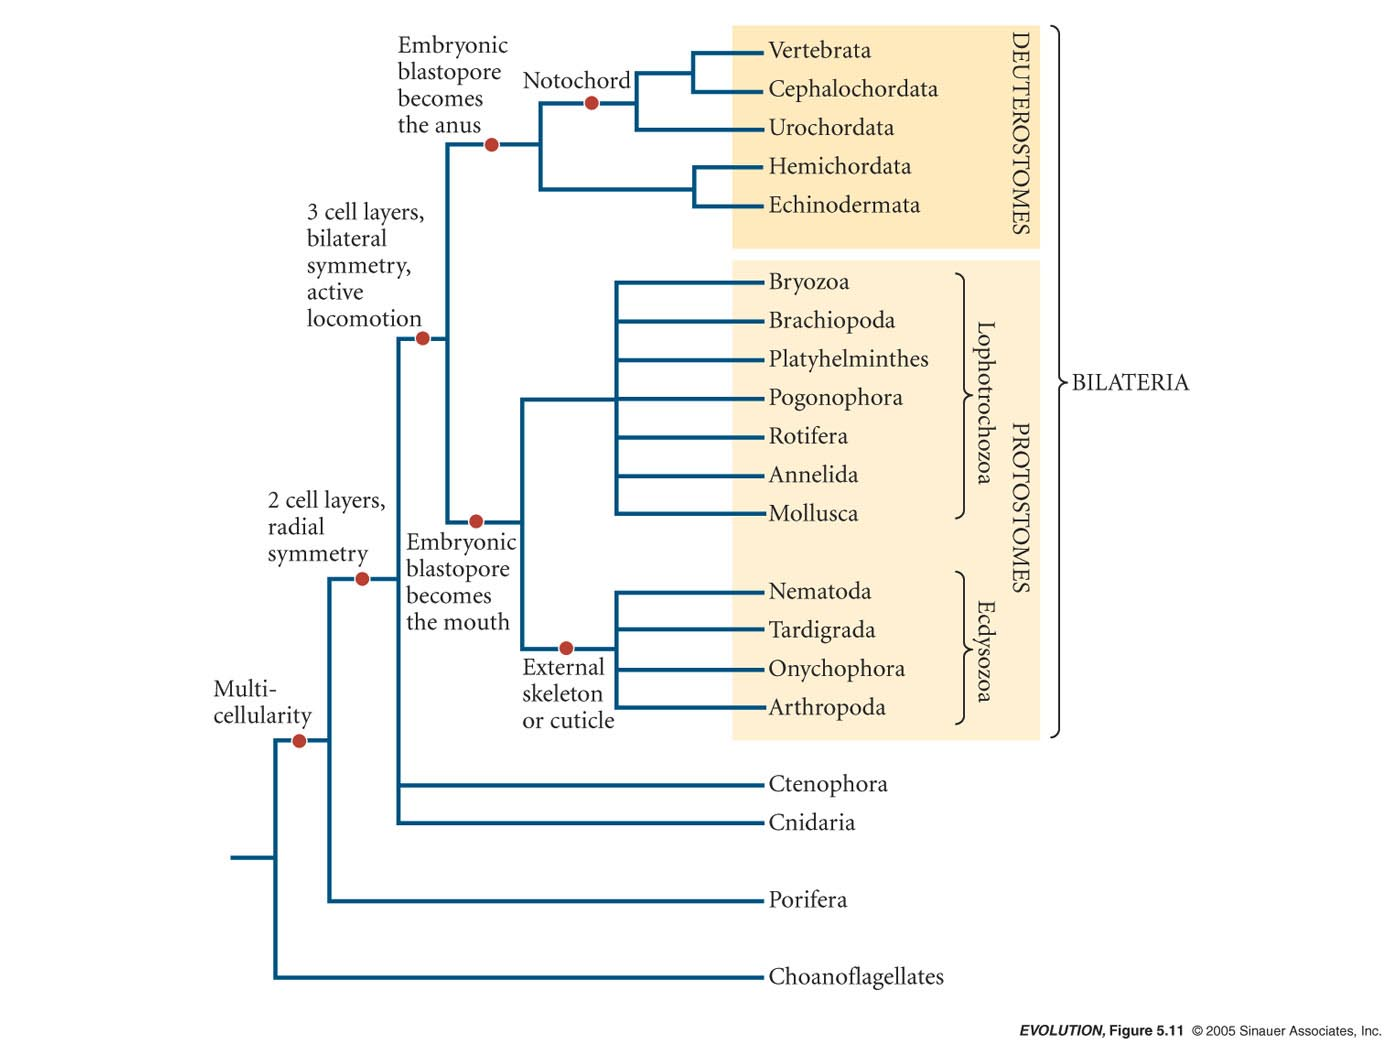 Embryonic
blastopore
becomes
the anus
Notochord
Vertebrata
Cephalochordata
Urochordata
Hemichordata
Echinodermata
DEUTEROSTOMES
3 cell layers,
bilateral
symmetry,
active
locomotion
Bryozoa
Brachiopoda
Platyhelminthes
Pogonophora
Rotifera
Annelida
Mollusca
Lophotrochozoa
PROTOSTOMES
BILATERIA
2 cell layers,
radial
symmetry
Embryonic
blastopore
becomes
the mouth
Nematoda
Tardigrada
Onychophora
Arthropoda
Ecdysozoa
External
skeleton
or cuticle
Multi-
cellularity
Ctenophora
Cnidaria
Porifera
Choanoflagellates
EVOLUTION, Figure 5.11 © 2005 Sinauer Associates, Inc.